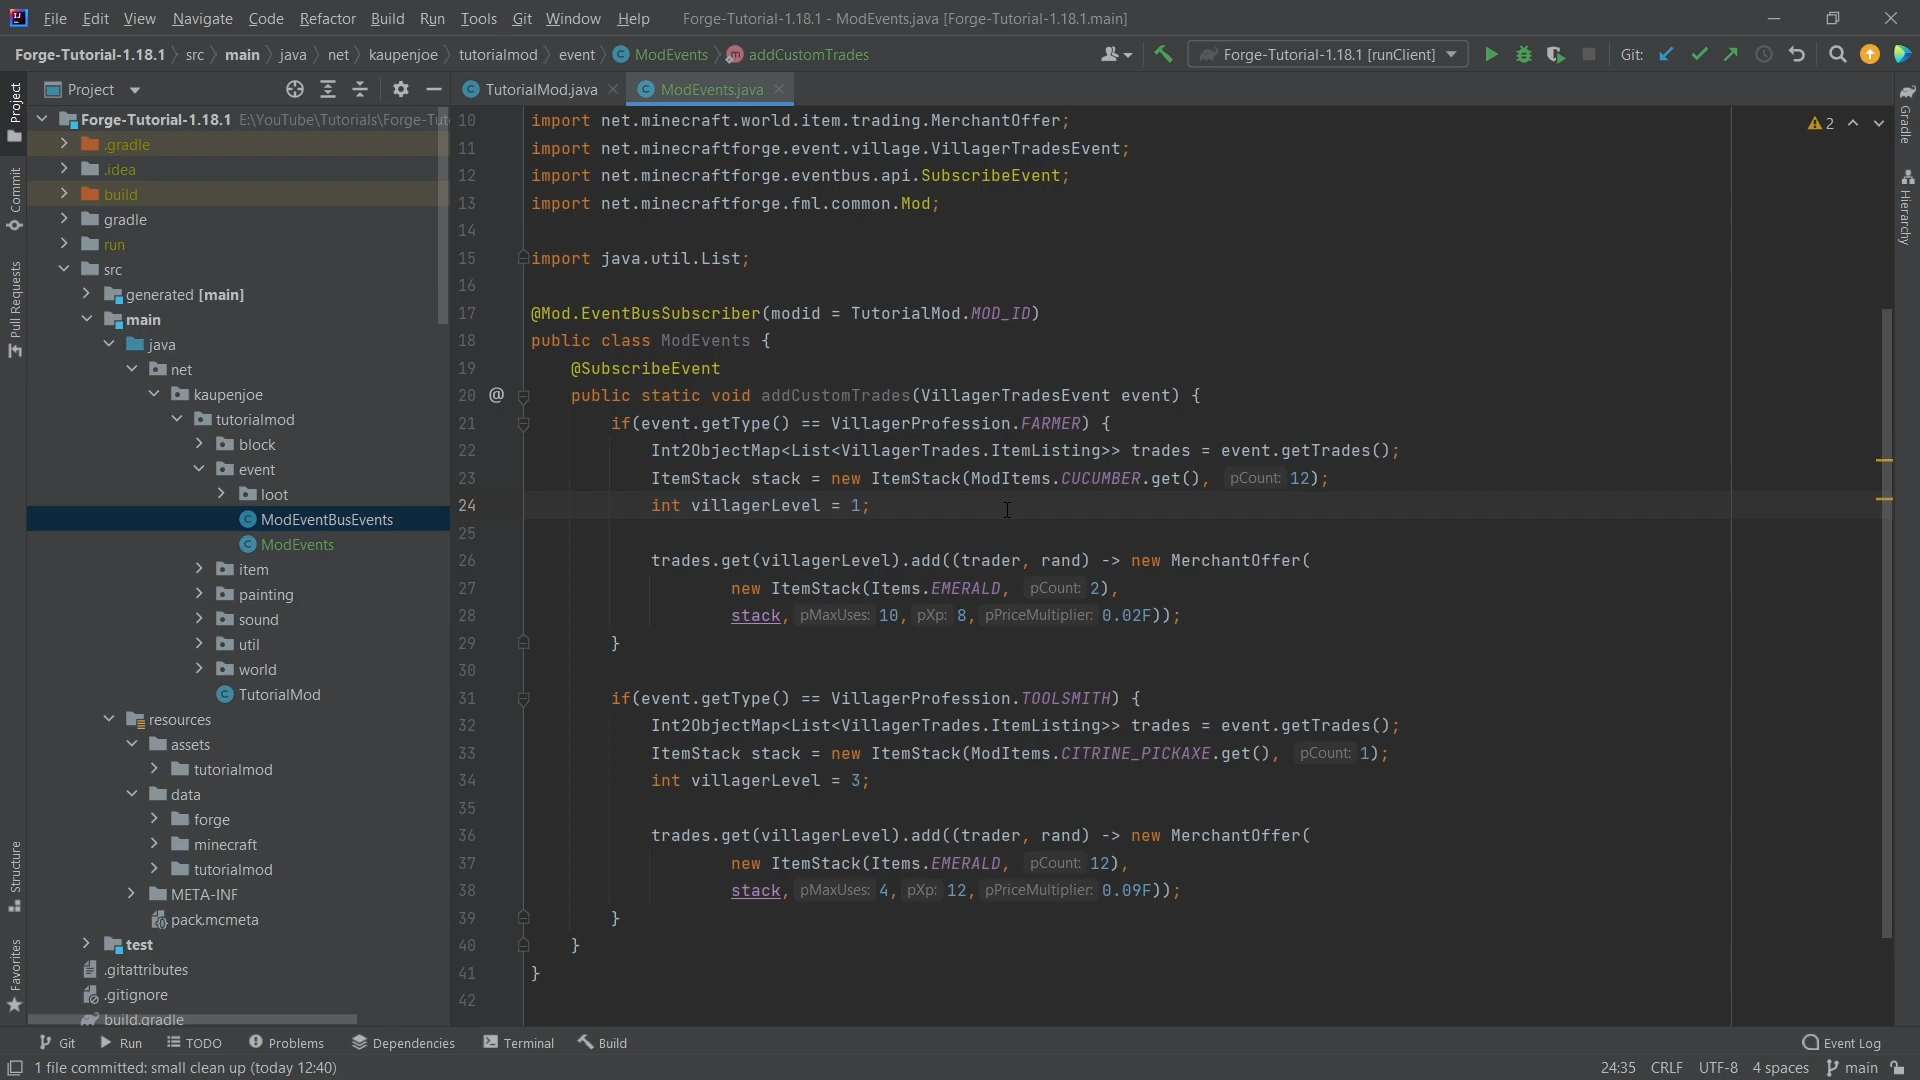 File Edit View Navigate Code Refactor Build Run Tools Git Window Help Forge-Tutorial-1.18.1 - ModEvents.java [Forge-Tutorial-1.18.1.main]
Forge-Tutorial-1.18.1 src main java net kaupenjoe tutorialmod event ModEvents addCustomTrades Forge-Tutorial-1.18.1 [runClient] Git:
Project TutorialMod.java ModEvents.java
Project
Commit
Pull Requests
Structure
Favorites
Forge-Tutorial-1.18.1 E:\YouTube\Tutorials\Forge-Tut
.gradle
.idea
build
gradle
run
src
generated [main]
main
java
net
kaupenjoe
tutorialmod
block
event
loot
ModEventBusEvents
ModEvents
item
painting
sound
util
world
TutorialMod
resources
assets
tutorialmod
data
forge
minecraft
tutorialmod
META-INF
pack.mcmeta
test
.gitattributes
.gitignore
build.gradle
10 import net.minecraft.world.item.trading.MerchantOffer;
11 import net.minecraftforge.event.village.VillagerTradesEvent;
12 import net.minecraftforge.eventbus.api.SubscribeEvent;
13 import net.minecraftforge.fml.common.Mod;
14
15 import java.util.List;
16
17 @Mod.EventBusSubscriber(modid = TutorialMod.MOD_ID)
18 public class ModEvents {
19 @SubscribeEvent
20 @ public static void addCustomTrades(VillagerTradesEvent event) {
21 if(event.getType() == VillagerProfession.FARMER) {
22 Int2ObjectMap<List<VillagerTrades.ItemListing>> trades = event.getTrades();
23 ItemStack stack = new ItemStack(ModItems.CUCUMBER.get(), pCount: 12);
24 int villagerLevel = 1;
25
26 trades.get(villagerLevel).add((trader, rand) -> new MerchantOffer(
27 new ItemStack(Items.EMERALD, pCount: 2),
28 stack, pMaxUses: 10, pXp: 8, pPriceMultiplier: 0.02F));
29 }
30
31 if(event.getType() == VillagerProfession.TOOLSMITH) {
32 Int2ObjectMap<List<VillagerTrades.ItemListing>> trades = event.getTrades();
33 ItemStack stack = new ItemStack(ModItems.CITRINE_PICKAXE.get(), pCount: 1);
34 int villagerLevel = 3;
35
36 trades.get(villagerLevel).add((trader, rand) -> new MerchantOffer(
37 new ItemStack(Items.EMERALD, pCount: 12),
38 stack, pMaxUses: 4, pXp: 12, pPriceMultiplier: 0.09F));
39 }
40 }
41 }
42
2
Gradle
Hierarchy
Git Run TODO Problems Dependencies Terminal Build Event Log
1 file committed: small clean up (today 12:40) 24:35 CRLF UTF-8 4 spaces main